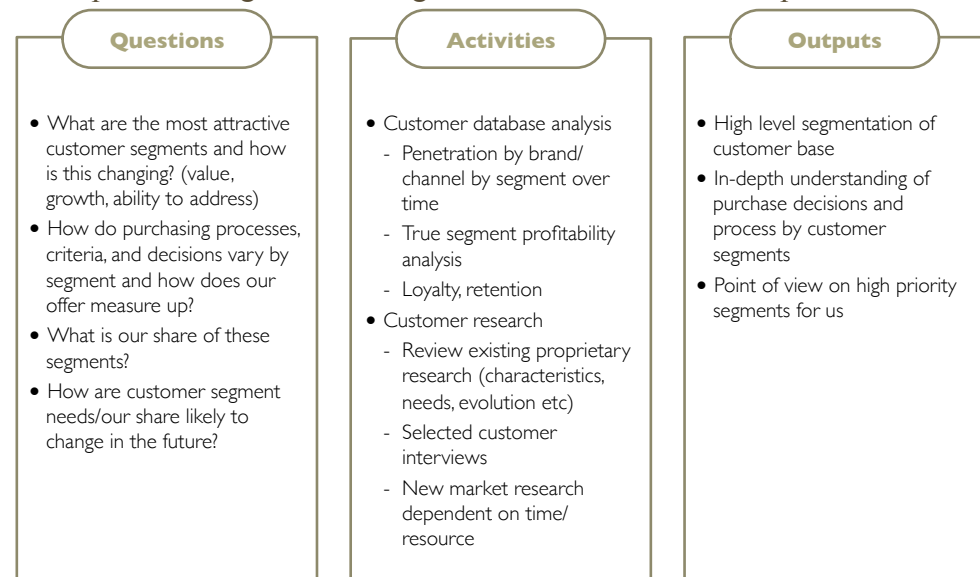 Questions
• What are the most attractive
customer segments and how
is this changing? (value,
growth, ability to address)
• How do purchasing processes,
criteria, and decisions vary by
segment and how does our
offer measure up?
• What is our share of these
segments?
• How are customer segment
needs/our share likely to
change in the future?
Activities
• Customer database analysis
- Penetration by brand/
channel by segment over
time
- True segment profitability
analysis
- Loyalty, retention
• Customer research
- Review existing proprietary
research (characteristics,
needs, evolution etc)
- Selected customer
interviews
- New market research
dependent on time/
resource
Outputs
• High level segmentation of
customer base
• In-depth understanding of
purchase decisions and
process by customer
segments
• Point of view on high priority
segments for us